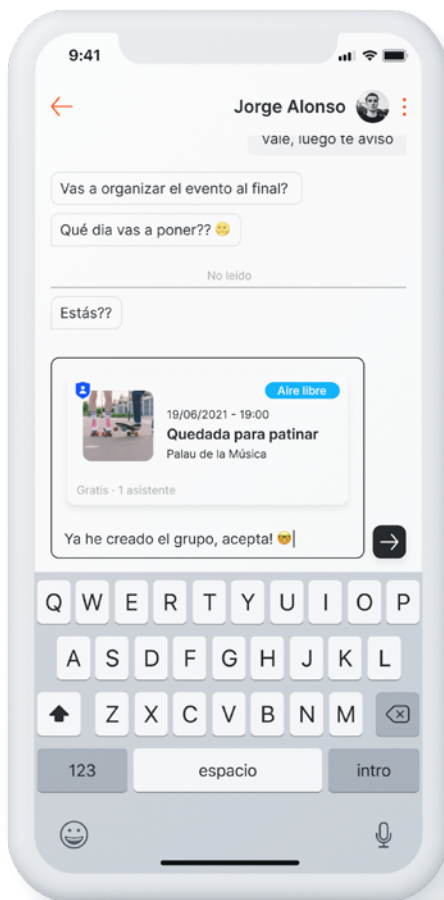 9:41
Jorge Alonso
Vale, luego te aviso
Vas a organizar el evento al final?
Qué dia vas a poner?? 🙄
No leído
Estás??
Aire libre
19/06/2021 - 19:00
Quedada para patinar
Palau de la Música
Gratis · 1 asistente
Ya he creado el grupo, acepta! 🤓
Q W E R T Y U I O P
A S D F G H J K L
Z X C V B N M
123 espacio intro